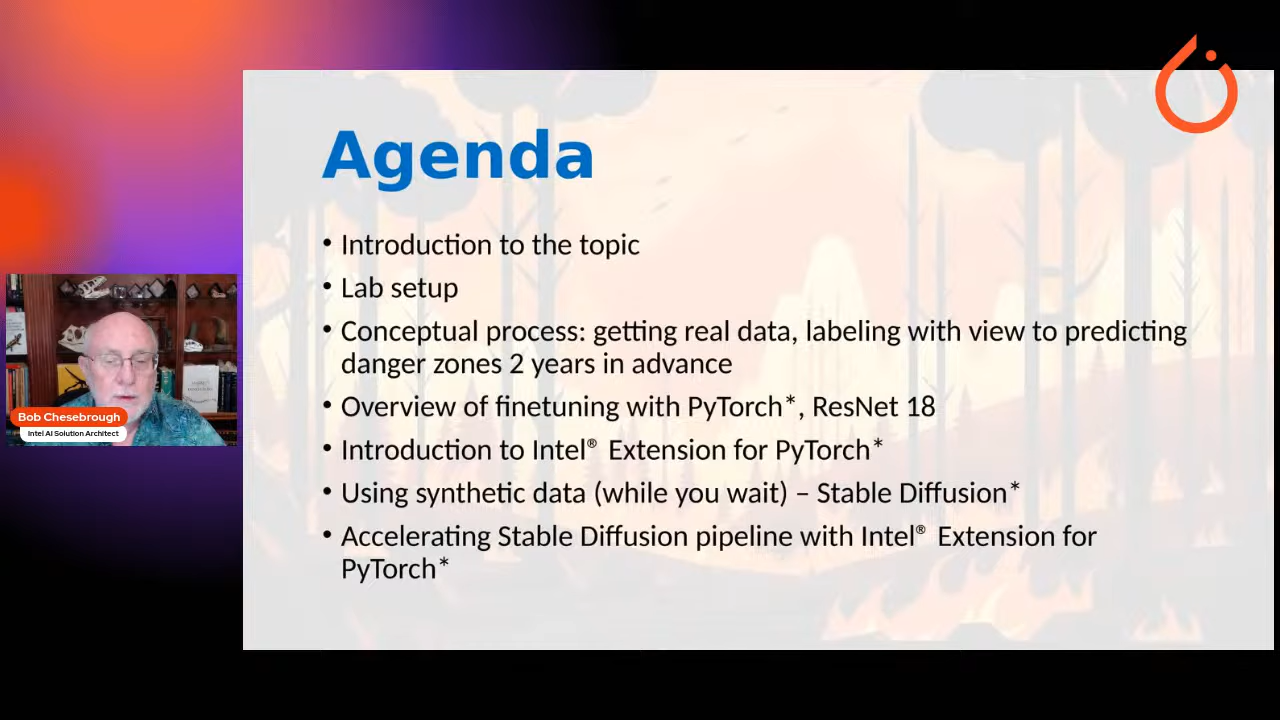 Agenda
• Introduction to the topic
• Lab setup
• Conceptual process: getting real data, labeling with view to predicting
danger zones 2 years in advance
• Overview of finetuning with PyTorch*, ResNet 18
• Introduction to Intel® Extension for PyTorch*
• Using synthetic data (while you wait) – Stable Diffusion*
• Accelerating Stable Diffusion pipeline with Intel® Extension for
PyTorch*
Bob Chesebrough
Intel AI Solution Architect